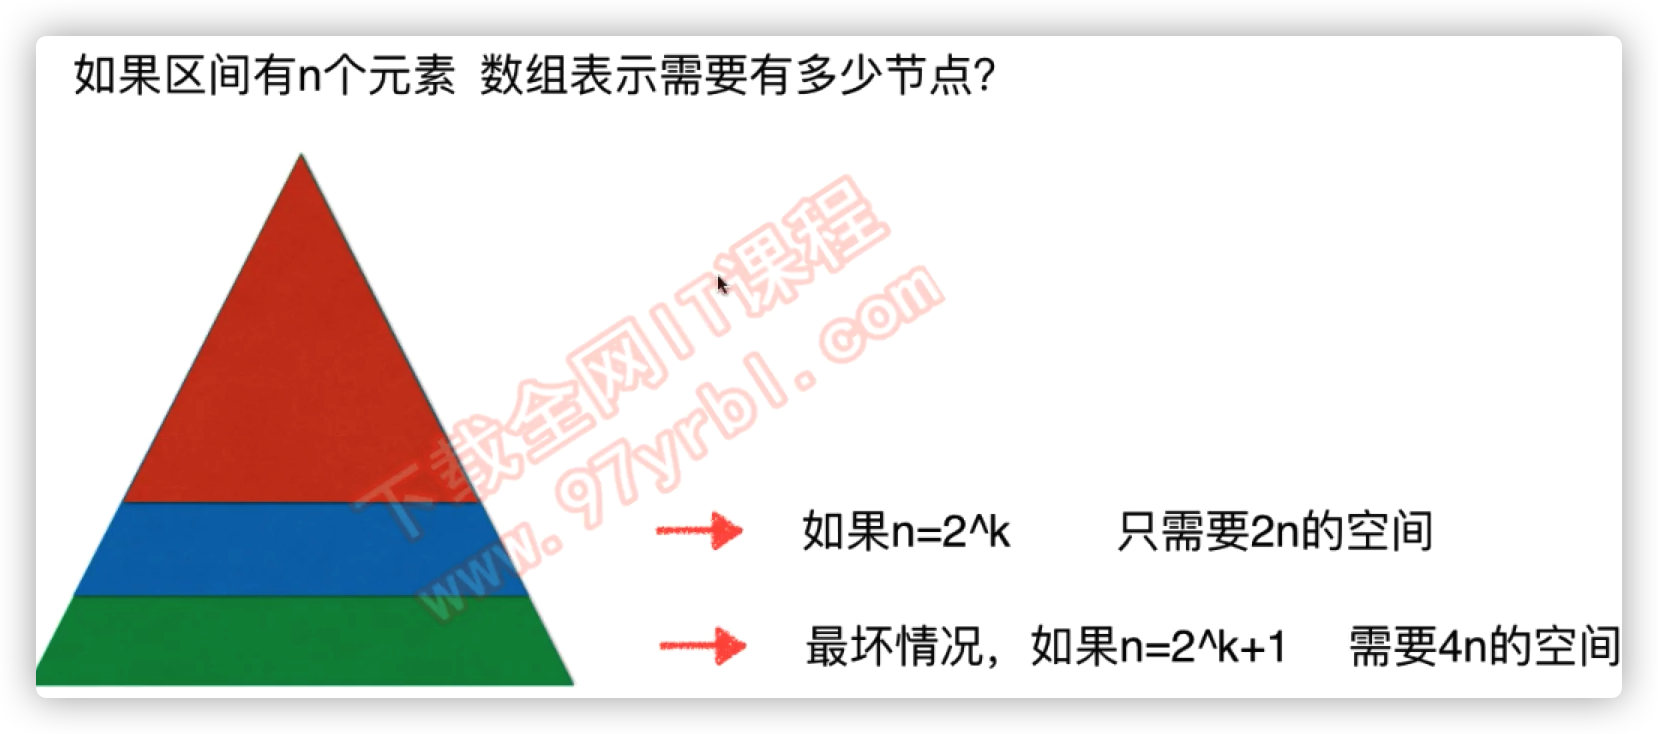 如果区间有n个元素 数组表示需要有多少节点？
下载全网IT课程
www.97yrbl.com
如果n=2^k 只需要2n的空间
最坏情况，如果n=2^k+1 需要4n的空间